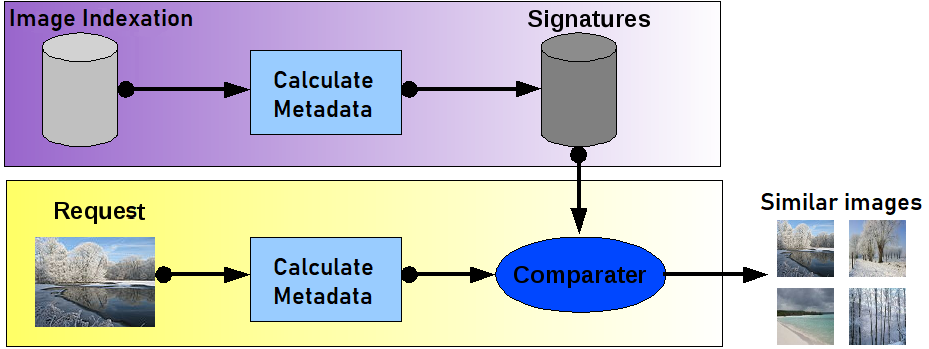 Image Indexation
Signatures
Calculate
Metadata
Request
Calculate
Metadata
Comparater
Similar images